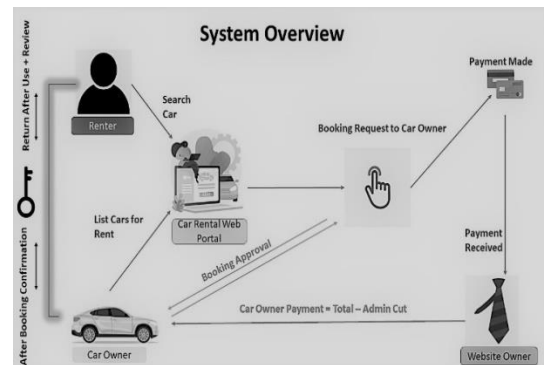 System Overview
Return After Use + Review
After Booking Confirmation
Renter
Search
Car
Payment Made
Booking Request to Car Owner
List Cars for
Rent
Car Rental Web
Portal
Booking Approval
Payment
Received
Car Owner Payment = Total – Admin Cut
Car Owner
Website Owner